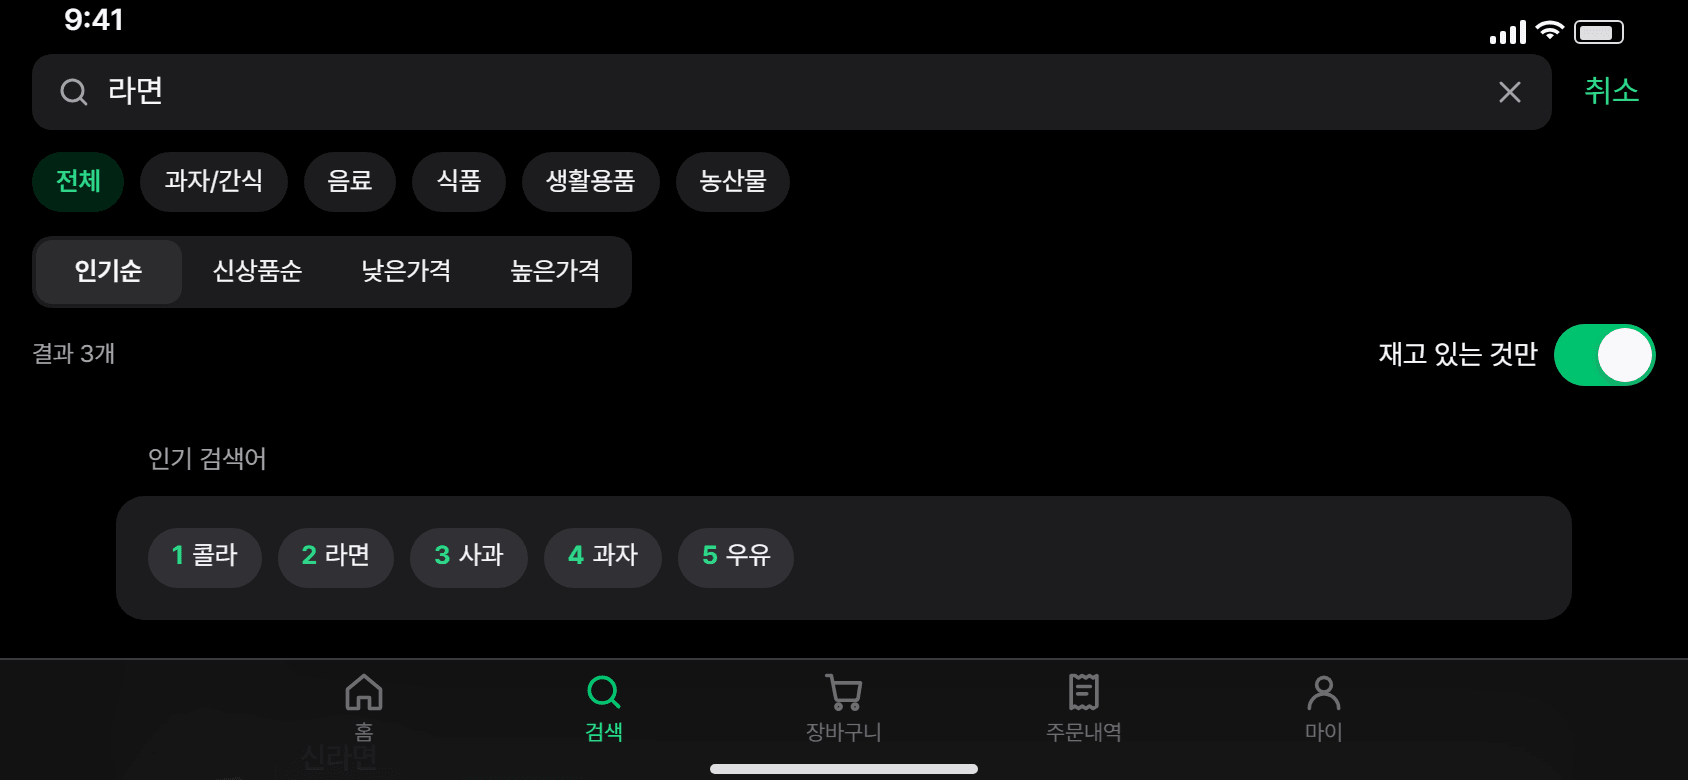 9:41
라면
취소
전체 과자/간식 음료 식품 생활용품 농산물
인기순 신상품순 낮은가격 높은가격
결과 3개
재고 있는 것만
인기 검색어
1 콜라 2 라면 3 사과 4 과자 5 우유
홈 검색 장바구니 주문내역 마이
신라면